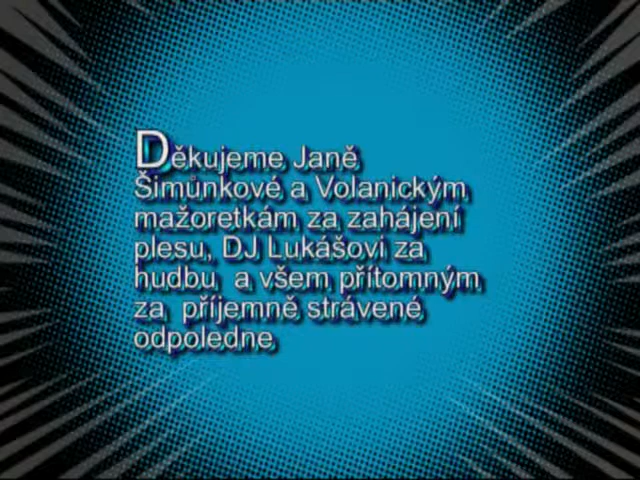 Děkujeme Janě
Šimůnkové a Volanickým
mažoretkám za zahájení
plesu, DJ Lukášovi za
hudbu  a všem přítomným
za  příjemně strávené
odpoledne